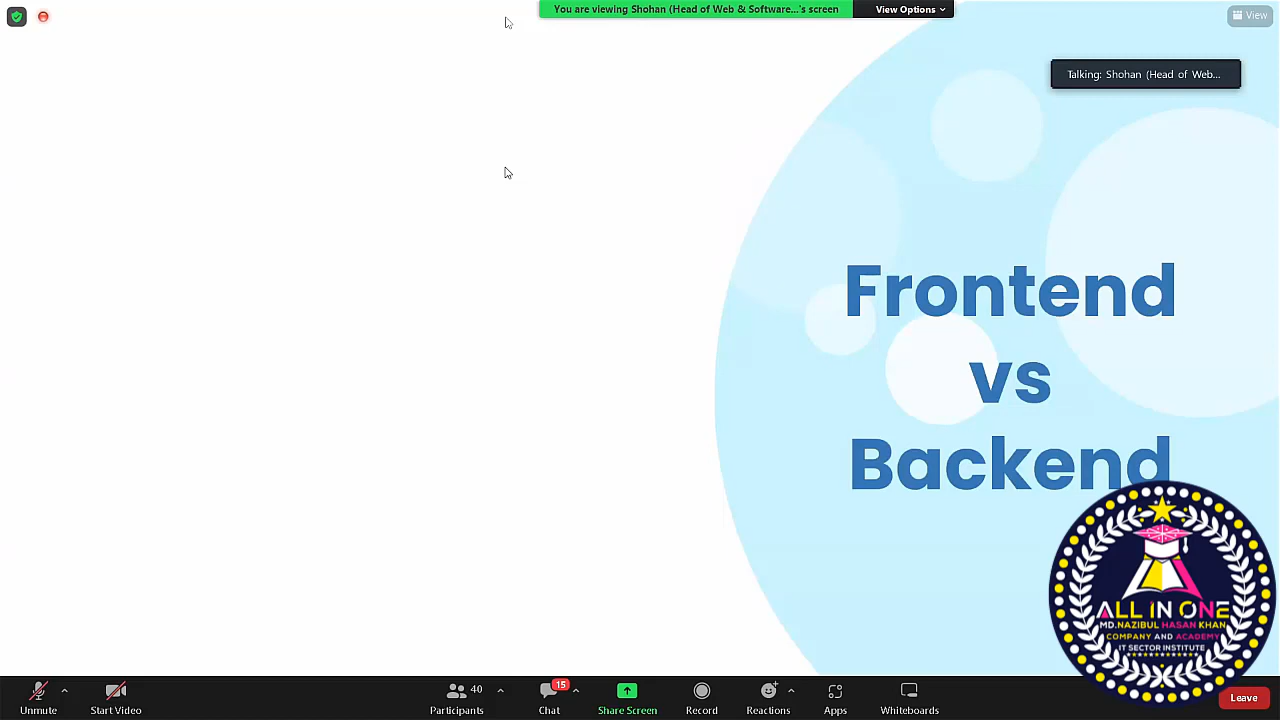 You are viewing Shohan (Head of Web & Software...'s screen
View Options
View
Talking: Shohan (Head of Web...
Frontend
vs
Backend
ALL IN ONE
MD.NAZIBUL HASAN KHAN
COMPANY AND ACADEMY
IT SECTOR INSTITUTE
Unmute
Start Video
40
Participants
15
Chat
Share Screen
Record
Reactions
Apps
Whiteboards
Leave